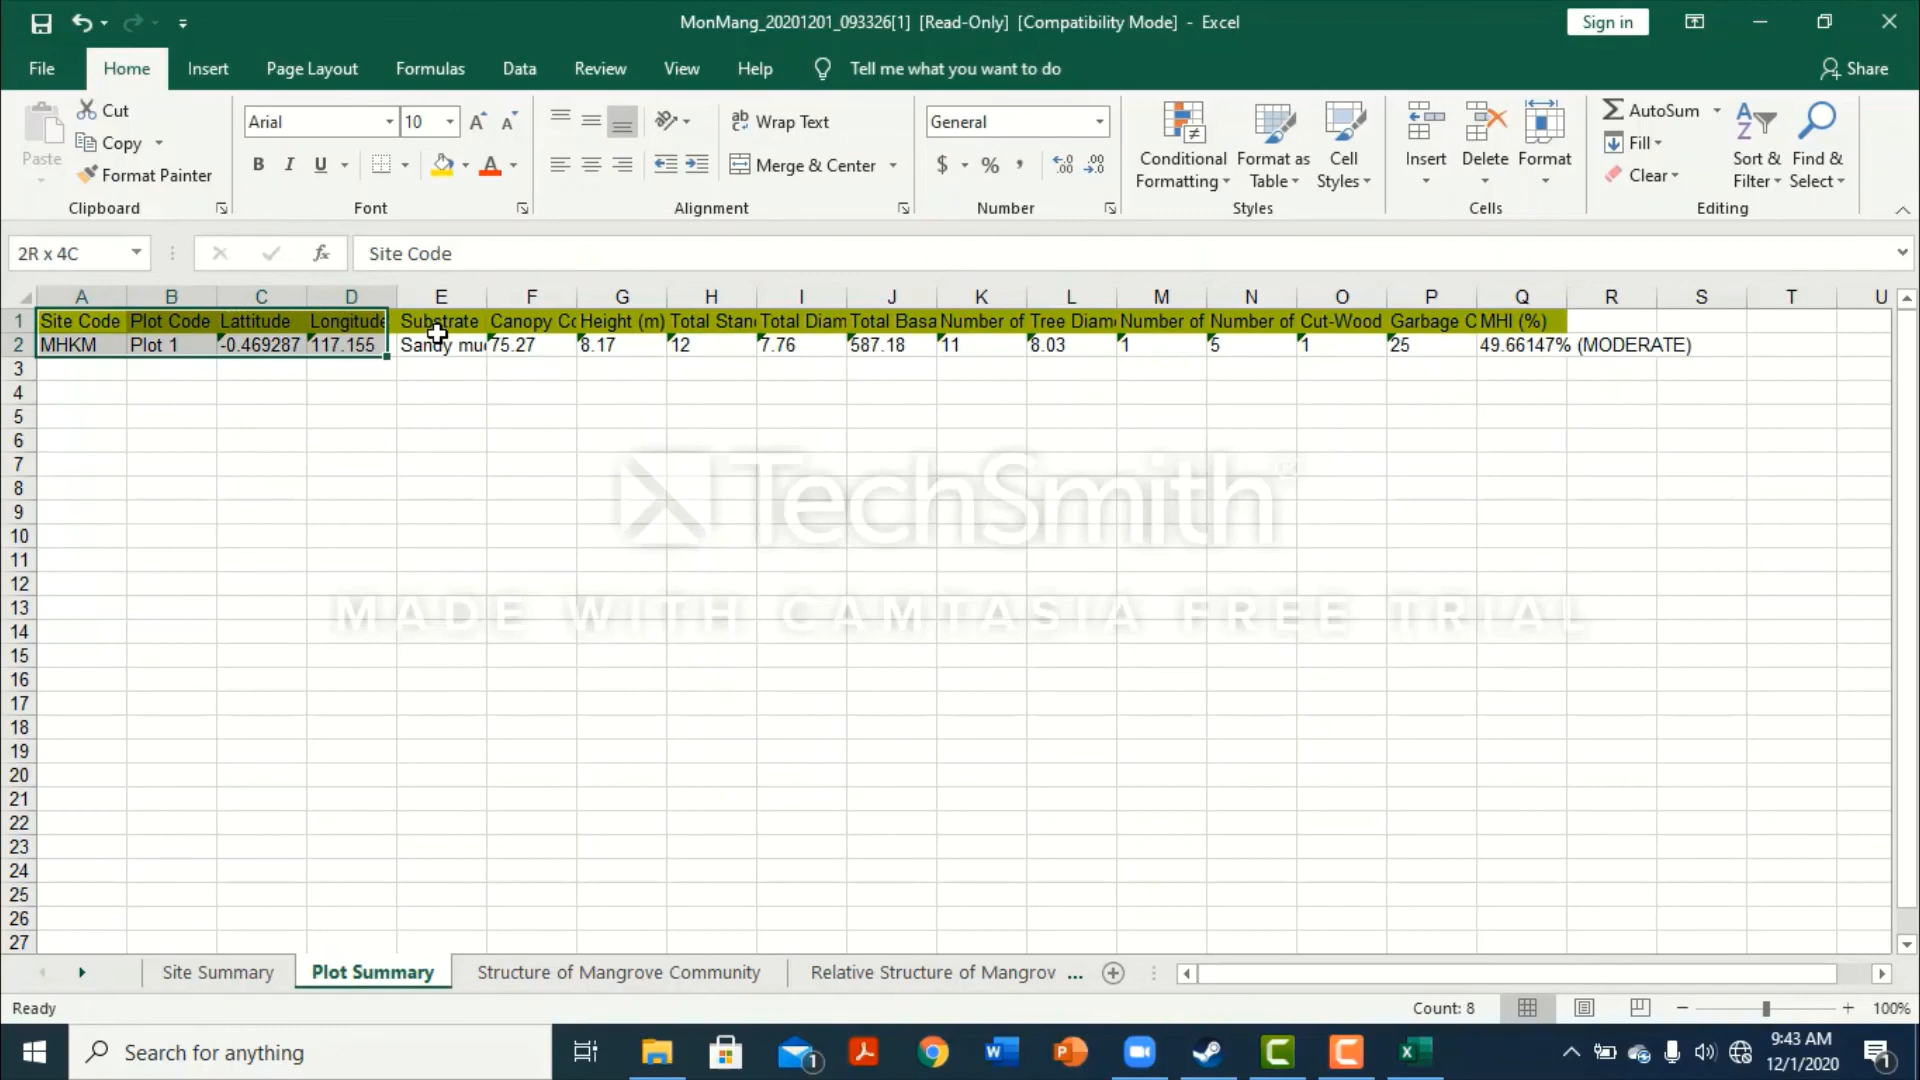 MonMang_20201201_093326[1] [Read-Only] [Compatibility Mode] - Excel
Sign in
File Home Insert Page Layout Formulas Data Review View Help Tell me what you want to do Share
Paste
Cut
Copy
Format Painter
Clipboard
Arial 10
B I U
Font
Wrap Text
Merge & Center
Alignment
General
$ % ,
Number
Conditional Formatting
Format as Table
Cell Styles
Styles
Insert Delete Format
Cells
AutoSum
Fill
Clear
Sort & Filter
Find & Select
Editing
2R x 4C fx Site Code
A B C D E F G H I J K L M N O P Q R S T U
1 Site Code Plot Code Lattitude Longitude Substrate Canopy Co Height (m) Total Stan Total Diam Total Basa Number of Tree Diam Number of Number of Cut-Wood Garbage C MHI (%)
2 MHKM Plot 1 -0.469287 117.155 Sandy mu 75.27 8.17 12 7.76 587.18 11 8.03 1 5 1 25 49.66147% (MODERATE)
3
4
5
6
7
8
9
10
11
12
13
14
15
16
17
18
19
20
21
22
23
24
25
26
27
TechSmith
MADE WITH CAMTASIA FREE TRIAL
Site Summary Plot Summary Structure of Mangrove Community Relative Structure of Mangrov ...
Ready Count: 8 100%
Search for anything
9:43 AM
12/1/2020